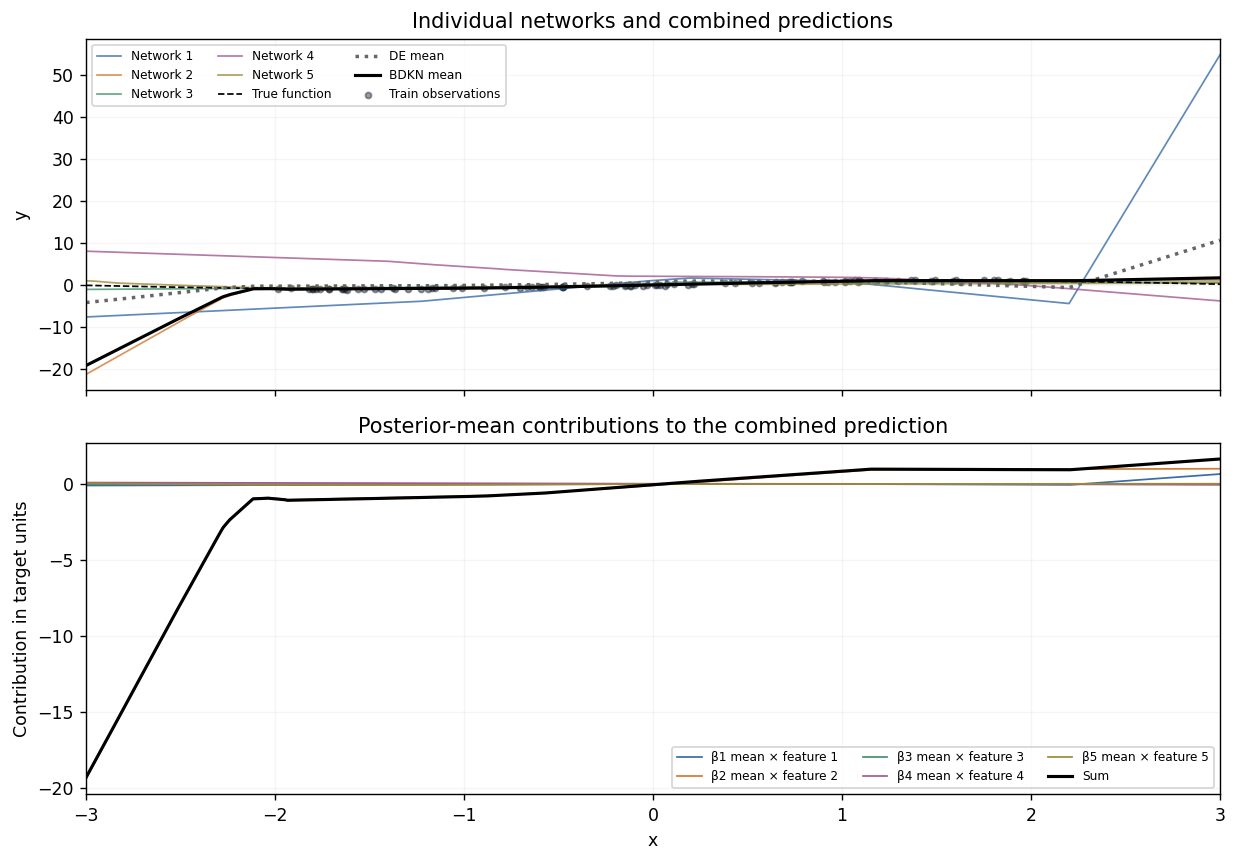 Individual networks and combined predictions
Network 1 Network 4 DE mean
Network 2 Network 5 BDKN mean
Network 3 True function Train observations
50
40
30
20
10
0
−10
−20
y
Posterior-mean contributions to the combined prediction
0
−5
−10
−15
−20
Contribution in target units
β1 mean × feature 1 β3 mean × feature 3 β5 mean × feature 5
β2 mean × feature 2 β4 mean × feature 4 Sum
−3 −2 −1 0 1 2 3
x